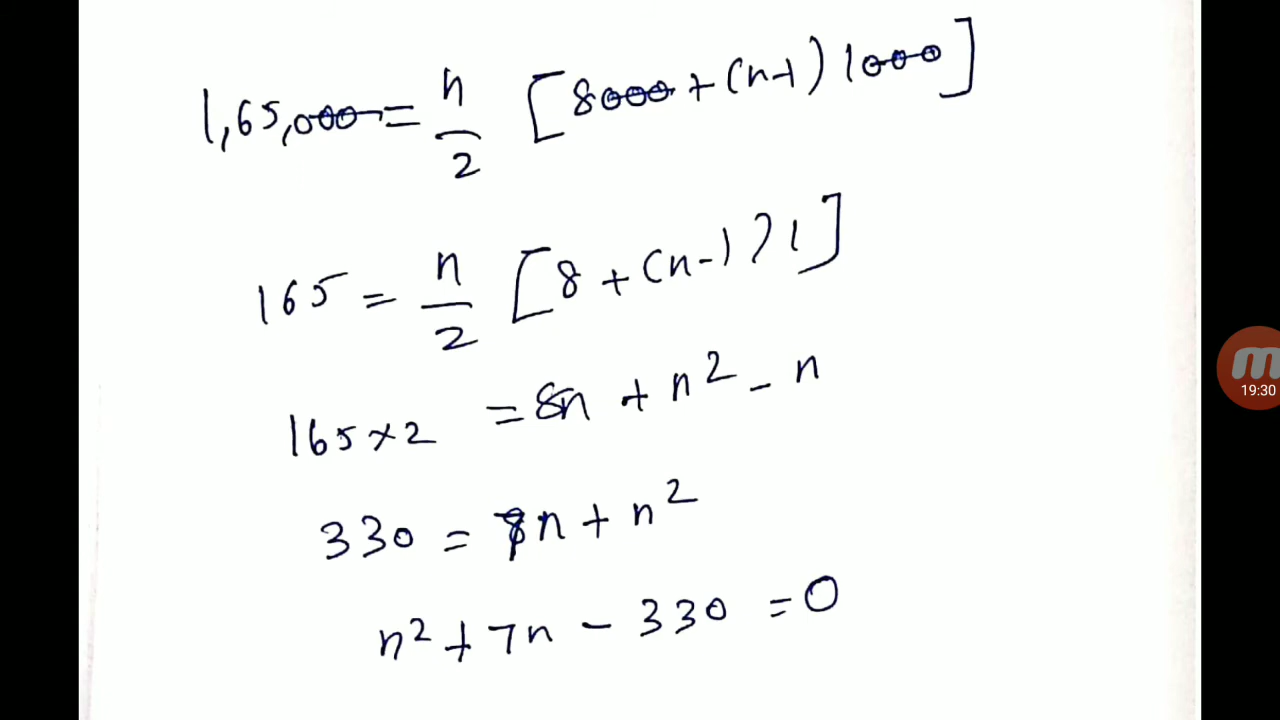 1,65,000 = n/2 [8000 + (n-1) 1000]
165 = n/2 [8 + (n-1) 1]
165 × 2 = 8n + n² - n
330 = 7n + n²
n² + 7n - 330 = 0
19:30